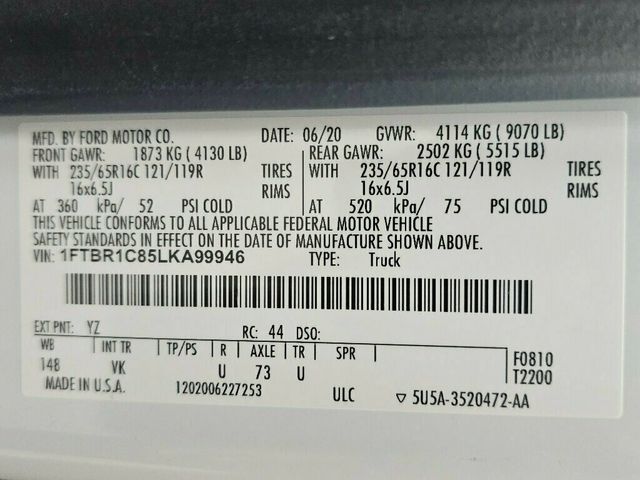 MFD. BY FORD MOTOR CO. DATE: 06/20 GVWR: 4114 KG ( 9070 LB)
FRONT GAWR: 1873 KG ( 4130 LB) REAR GAWR: 2502 KG ( 5515 LB)
WITH 235/65R16C 121/119R TIRES WITH 235/65R16C 121/119R TIRES
16x6.5J RIMS 16x6.5J RIMS
AT 360 kPa/ 52 PSI COLD AT 520 kPa/ 75 PSI COLD
THIS VEHICLE CONFORMS TO ALL APPLICABLE FEDERAL MOTOR VEHICLE
SAFETY STANDARDS IN EFFECT ON THE DATE OF MANUFACTURE SHOWN ABOVE.
VIN: 1FTBR1C85LKA99946 TYPE: Truck
EXT PNT: YZ RC: 44 DSO:
WB INT TR TP/PS R AXLE TR SPR F0810
148 VK U 73 U T2200
MADE IN U.S.A. 1202006227253 ULC ▽ 5U5A-3520472-AA